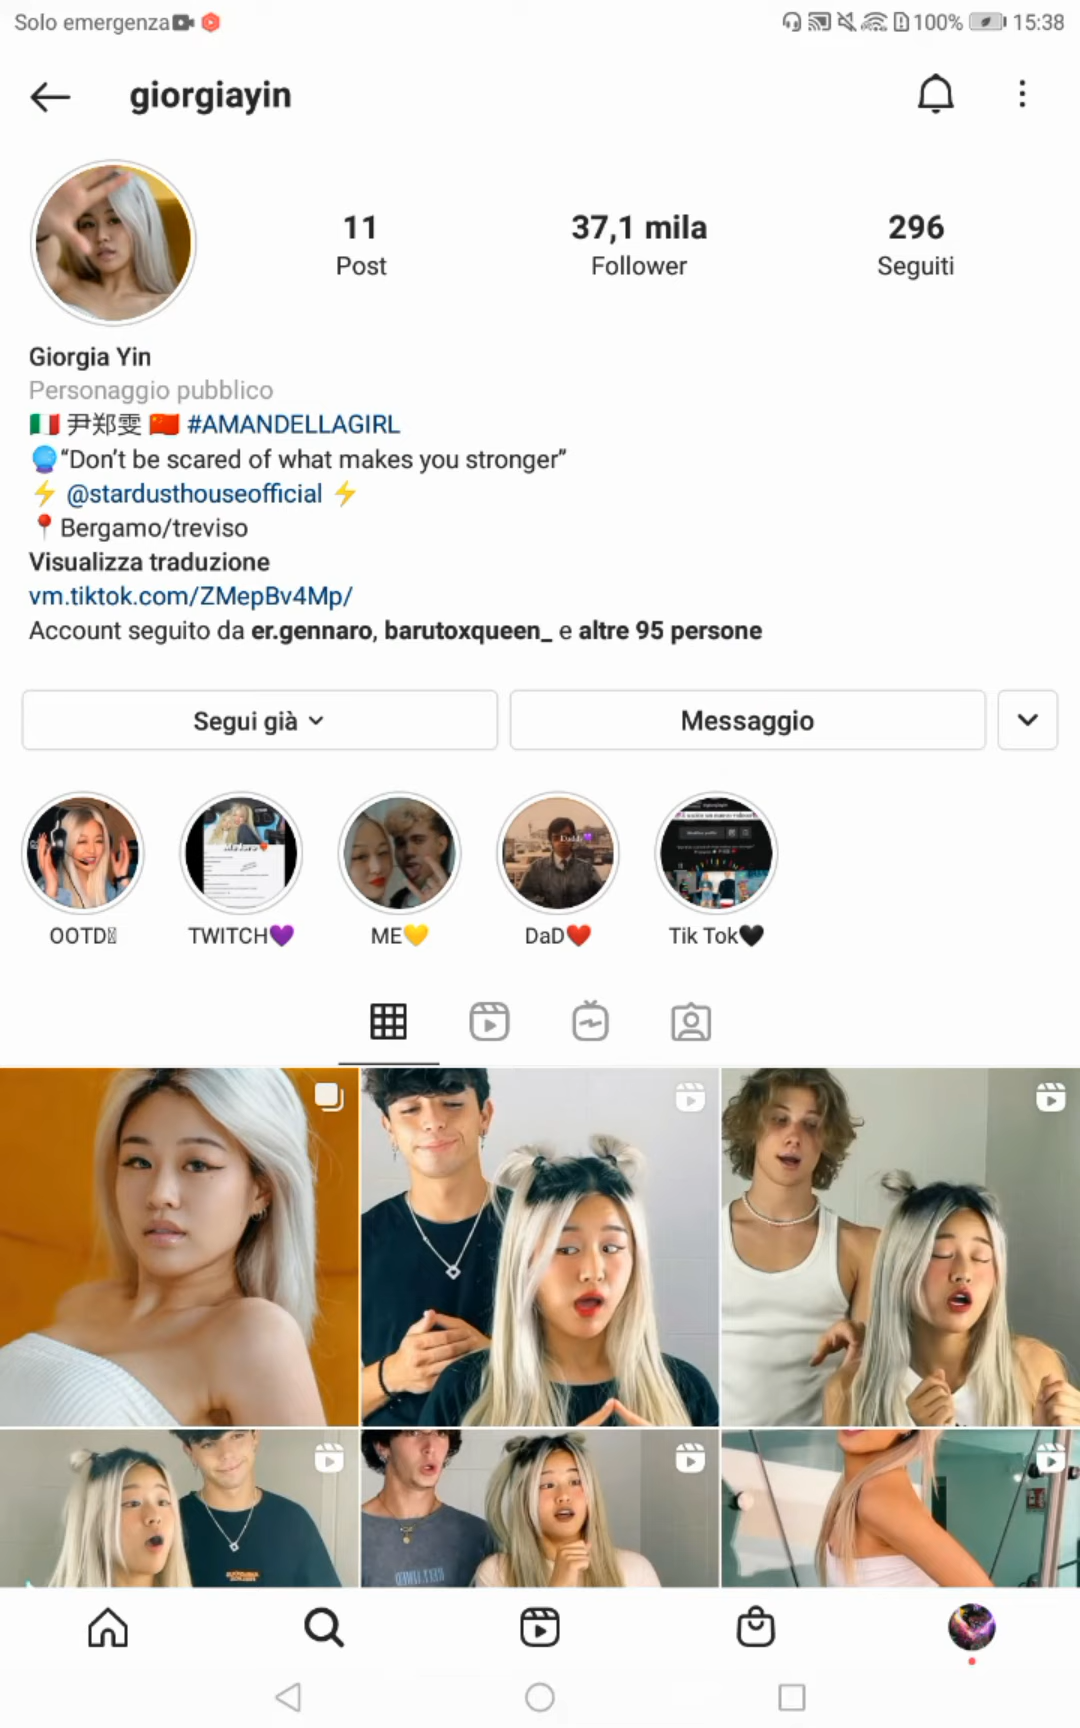 Solo emergenza 100% 15:38
giorgiayin
11 37,1 mila 296
Post Follower Seguiti
Giorgia Yin
Personaggio pubblico
🇮🇹 尹郑雯 🇨🇳 #AMANDELLAGIRL
🔮“Don’t be scared of what makes you stronger”
⚡ @stardusthouseofficial ⚡
📍Bergamo/treviso
Visualizza traduzione
vm.tiktok.com/ZMepBv4Mp/
Account seguito da er.gennaro, barutoxqueen_ e altre 95 persone
Segui già Messaggio
OOTD TWITCH💜 ME💛 DaD❤️ Tik Tok🖤